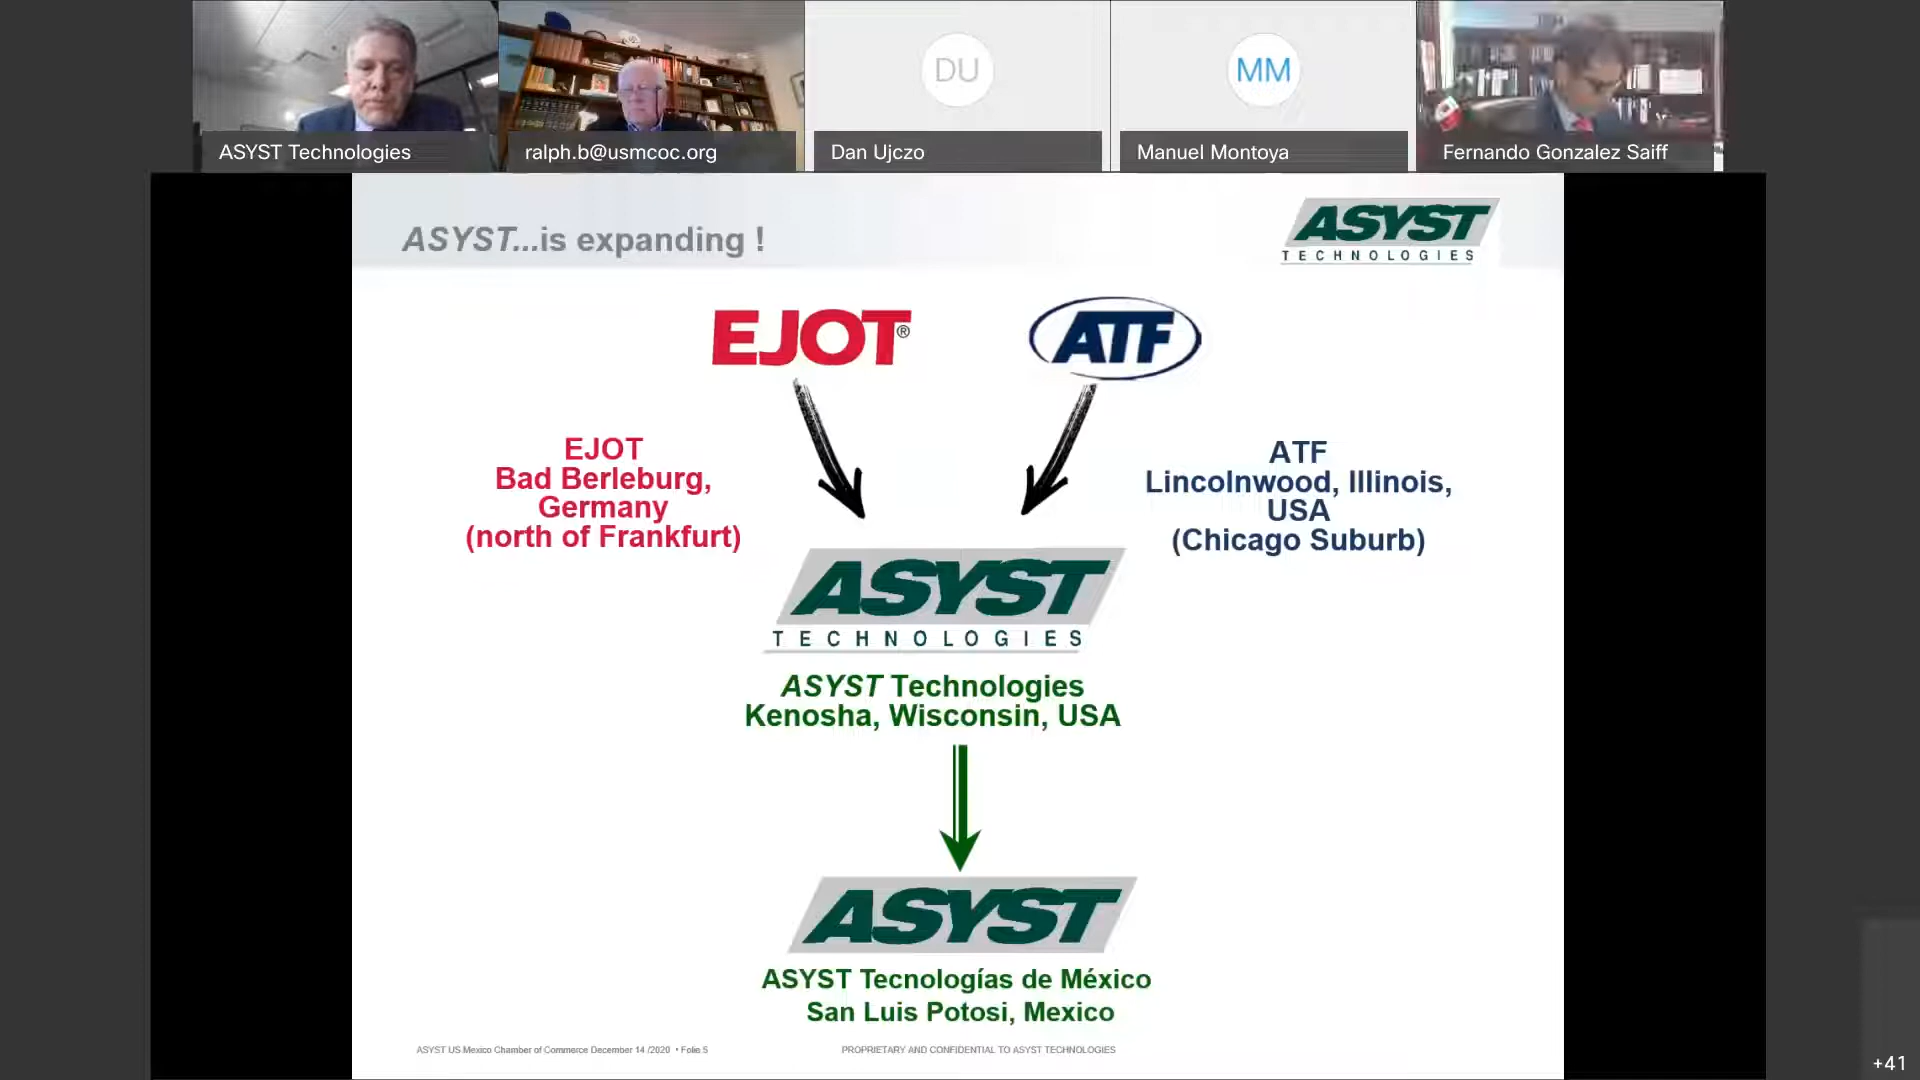 DU
MM
ASYST Technologies
ralph.b@usmcoc.org
Dan Ujczo
Manuel Montoya
Fernando Gonzalez Saiff
ASYST...is expanding !
ASYST
TECHNOLOGIES
EJOT®
ATF
EJOT
Bad Berleburg,
Germany
(north of Frankfurt)
ATF
Lincolnwood, Illinois,
USA
(Chicago Suburb)
ASYST
TECHNOLOGIES
ASYST Technologies
Kenosha, Wisconsin, USA
ASYST
ASYST Tecnologías de México
San Luis Potosi, Mexico
ASYST US Mexico Chamber of Commerce December 14 /2020 • Folie 5
PROPRIETARY AND CONFIDENTIAL TO ASYST TECHNOLOGIES
+41